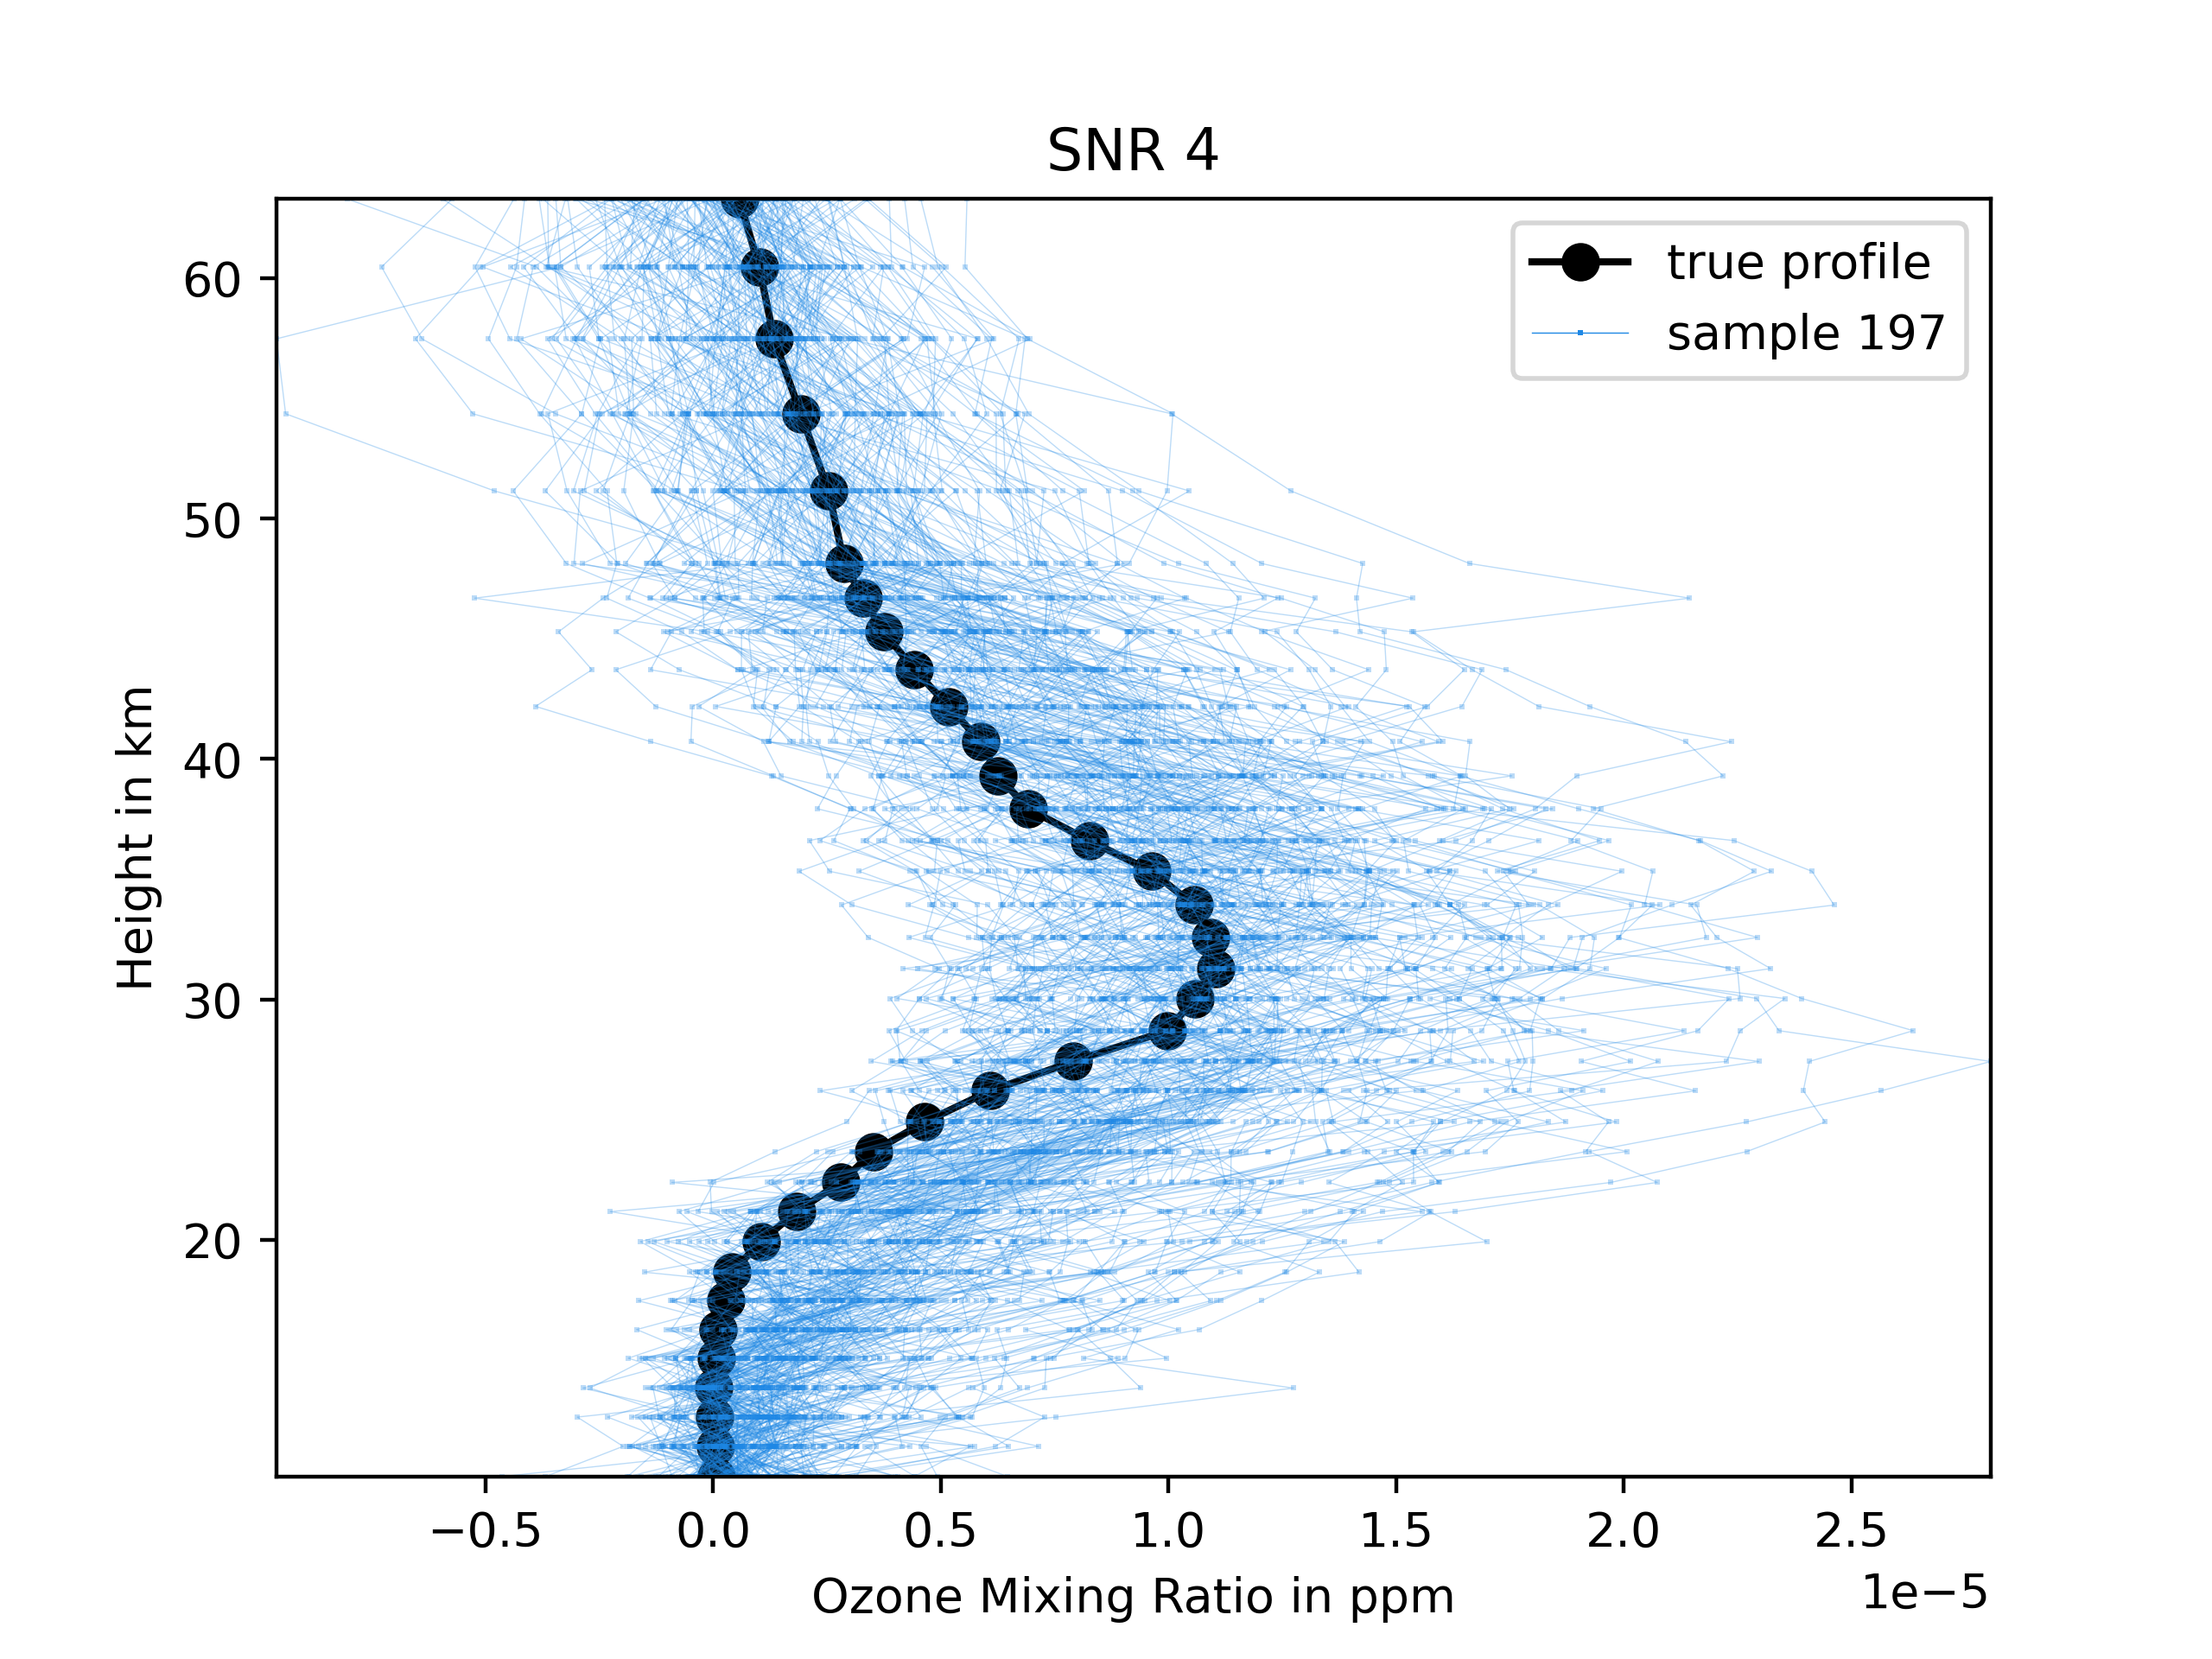 SNR 4
true profile
sample 197
60
50
40
30
20
Height in km
−0.5 0.0 0.5 1.0 1.5 2.0 2.5
1e−5
Ozone Mixing Ratio in ppm